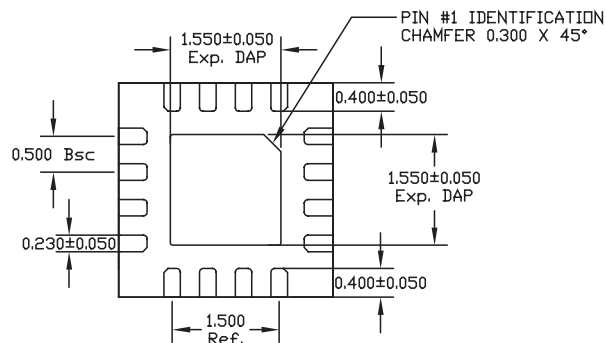 PIN #1 IDENTIFICATION
CHAMFER 0.300 X 45°
1.550±0.050
Exp. DAP
0.400±0.050
0.500 Bsc
1.550±0.050
Exp. DAP
0.230±0.050
0.400±0.050
1.500
Ref.